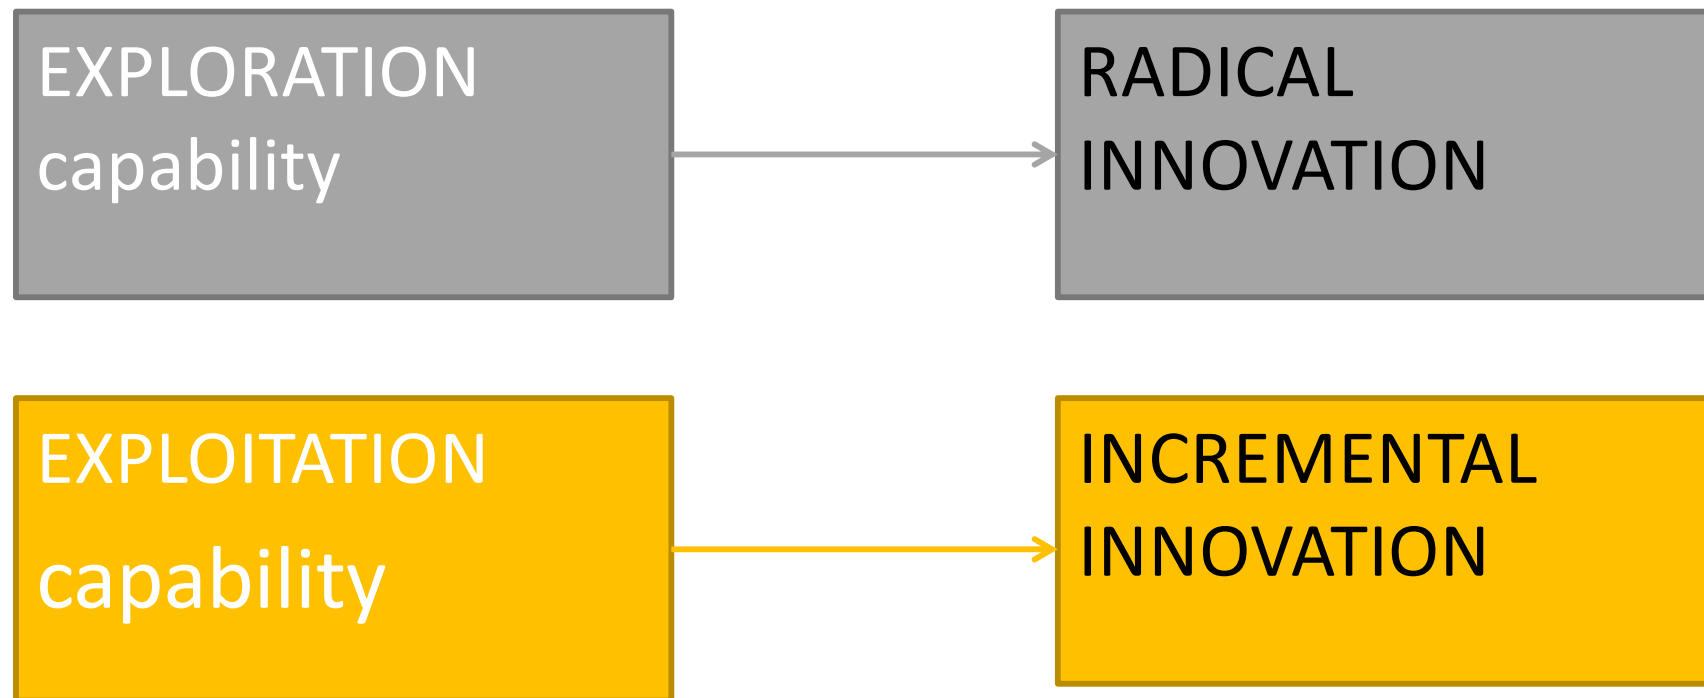 EXPLORATION
capability
RADICAL
INNOVATION
EXPLOITATION
capability
INCREMENTAL
INNOVATION